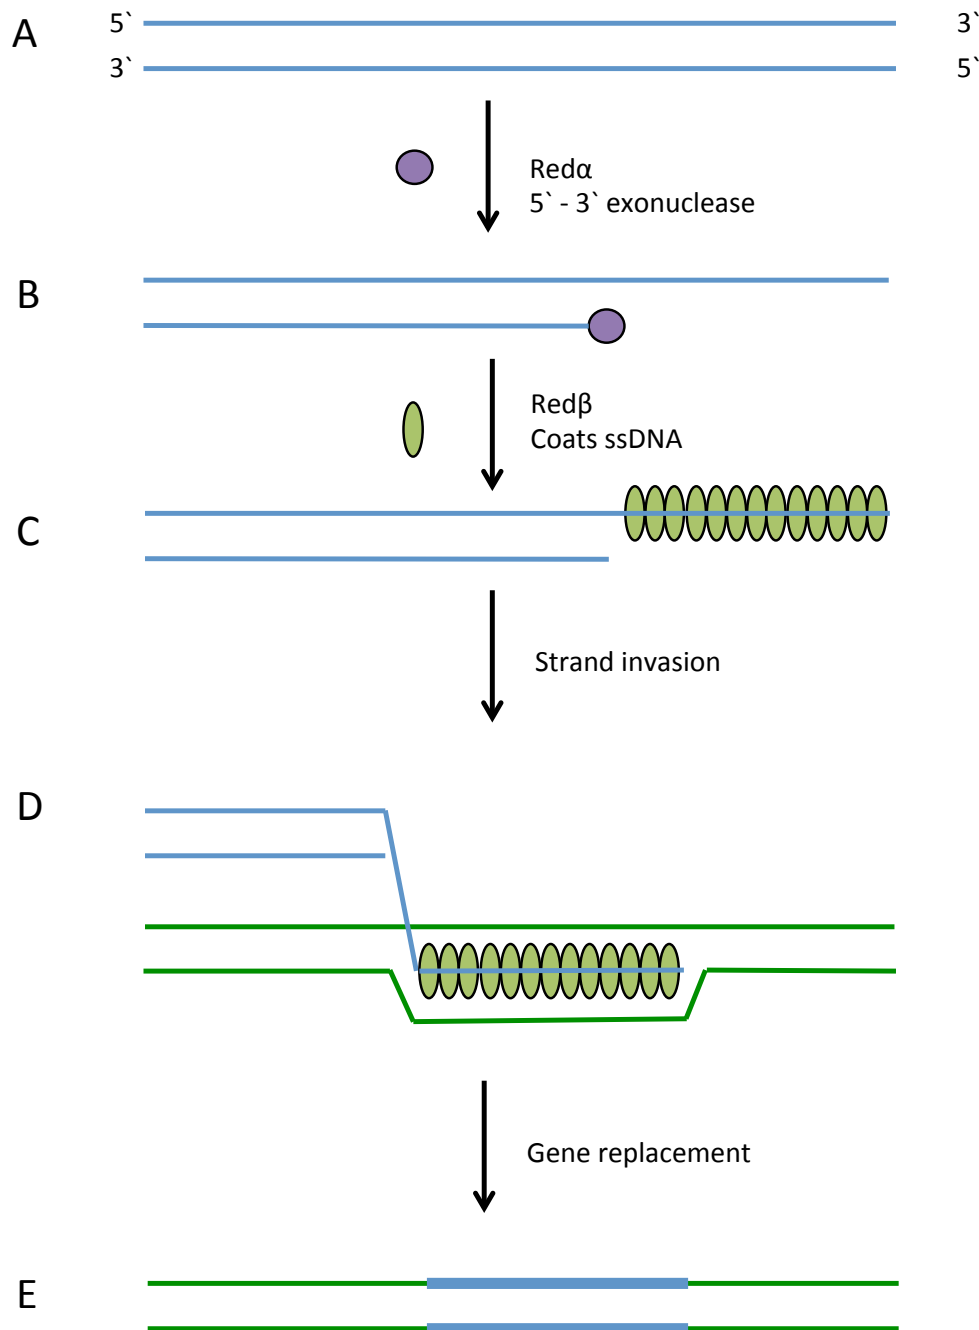 A
5` 3`
3` 5`
Redα
5` - 3` exonuclease
B
Redβ
Coats ssDNA
C
Strand invasion
D
Gene replacement
E